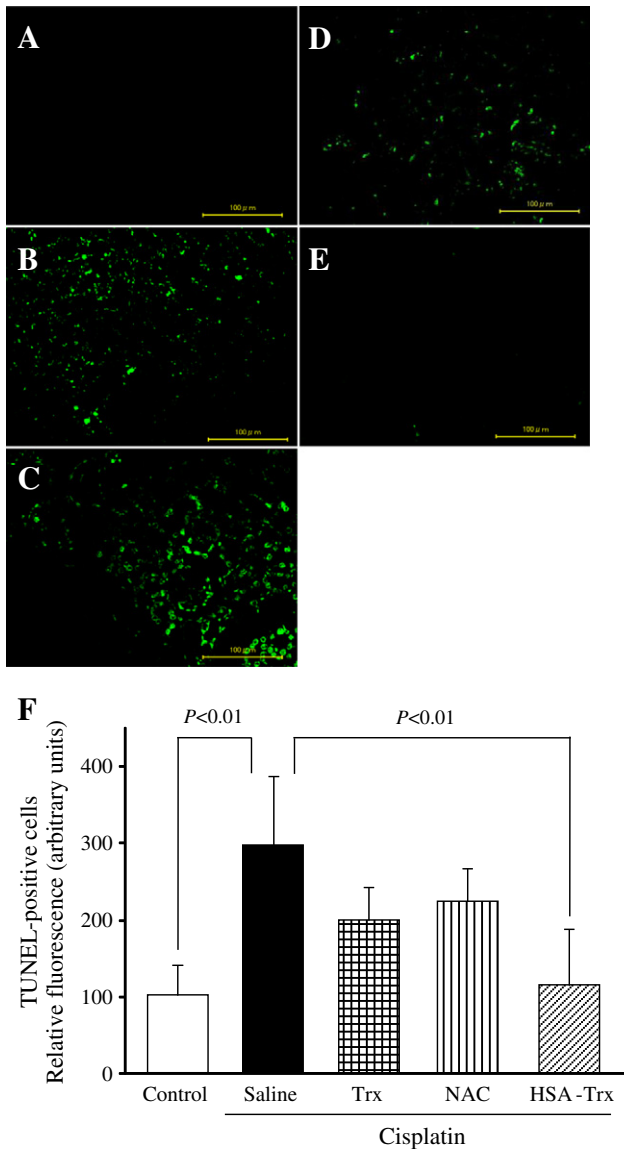 A
100 μm
D
100 μm
B
100 μm
E
100 μm
C
100 μm
F
P<0.01
P<0.01
TUNEL-positive cells
Relative fluorescence (arbitrary units)
400
300
200
100
0
Control
Saline
Trx
NAC
HSA -Trx
Cisplatin